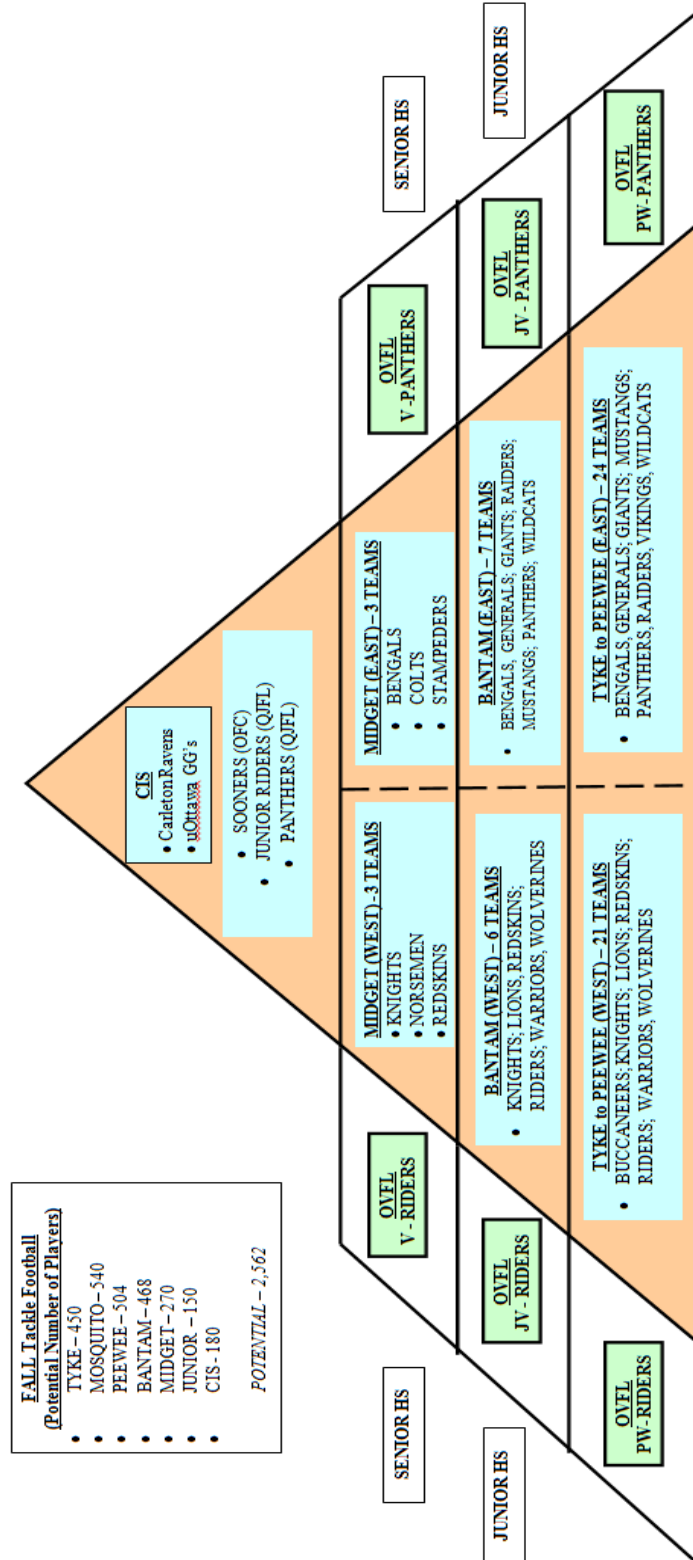 FALL Tackle Football
(Potential Number of Players)
• TYKE – 450
• MOSQUITO – 540
• PEEWEE – 504
• BANTAM – 468
• MIDGET – 270
• JUNIOR – 150
• CIS - 180
POTENTIAL – 2,562
CIS
• Carleton Ravens
• uOttawa GG's
• SOONERS (OFC)
• JUNIOR RIDERS (QJFL)
• PANTHERS (QJFL)
SENIOR HS
OVFL
V - RIDERS
MIDGET (WEST) - 3 TEAMS
• KNIGHTS
• NORSEMEN
• REDSKINS
MIDGET (EAST) – 3 TEAMS
• BENGALS
• COLTS
• STAMPEDERS
OVFL
V - PANTHERS
SENIOR HS
JUNIOR HS
OVFL
JV - RIDERS
BANTAM (WEST) – 6 TEAMS
• KNIGHTS; LIONS, REDSKINS;
RIDERS; WARRIORS, WOLVERINES
BANTAM (EAST) – 7 TEAMS
• BENGALS, GENERALS; GIANTS; RAIDERS;
MUSTANGS; PANTHERS; WILDCATS
OVFL
JV - PANTHERS
JUNIOR HS
OVFL
PW - RIDERS
TYKE to PEEWEE (WEST) – 21 TEAMS
• BUCCANEERS; KNIGHTS; LIONS; REDSKINS;
RIDERS; WARRIORS, WOLVERINES
TYKE to PEEWEE (EAST) – 24 TEAMS
• BENGALS, GENERALS; GIANTS; MUSTANGS;
PANTHERS, RAIDERS, VIKINGS, WILDCATS
OVFL
PW - PANTHERS